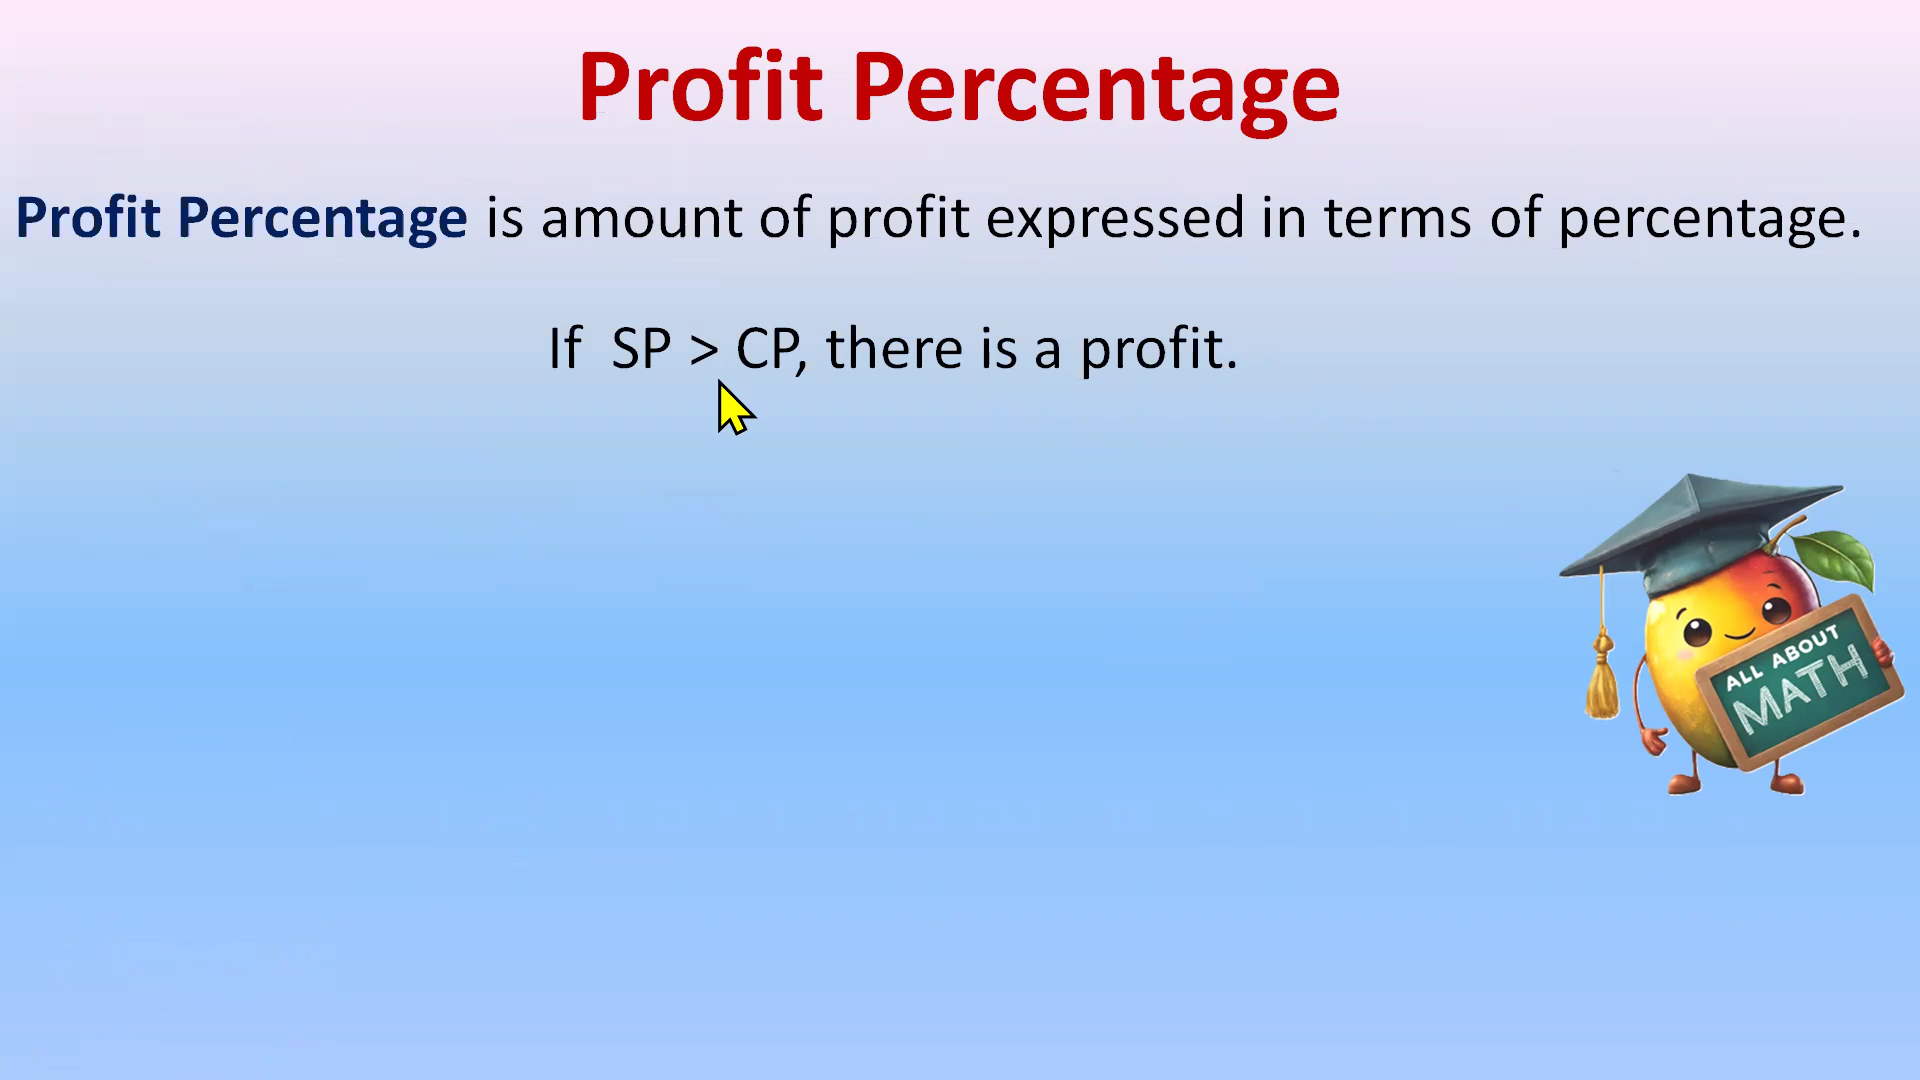 Profit Percentage
Profit Percentage is amount of profit expressed in terms of percentage.
If SP > CP, there is a profit.
ALL ABOUT
MATH